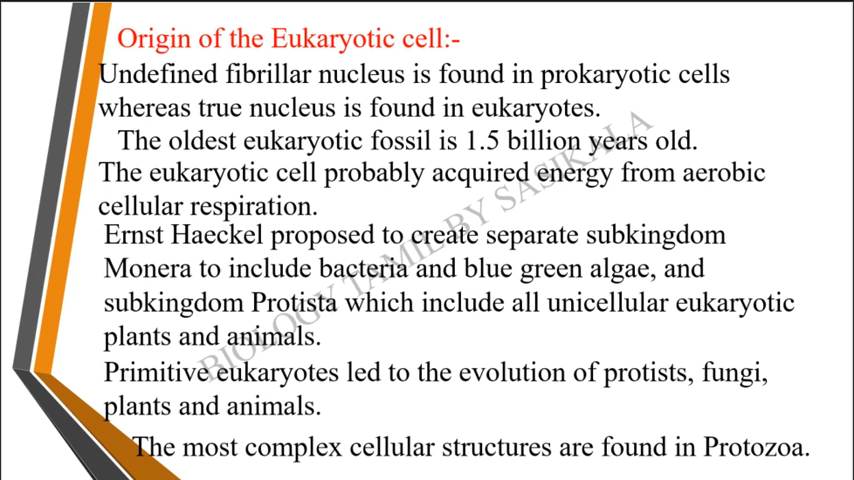 Origin of the Eukaryotic cell:-
Undefined fibrillar nucleus is found in prokaryotic cells
whereas true nucleus is found in eukaryotes.
The oldest eukaryotic fossil is 1.5 billion years old.
The eukaryotic cell probably acquired energy from aerobic
cellular respiration.
Ernst Haeckel proposed to create separate subkingdom
Monera to include bacteria and blue green algae, and
subkingdom Protista which include all unicellular eukaryotic
plants and animals.
Primitive eukaryotes led to the evolution of protists, fungi,
plants and animals.
The most complex cellular structures are found in Protozoa.
BIOLOGY TAMIL BY SASIKALA